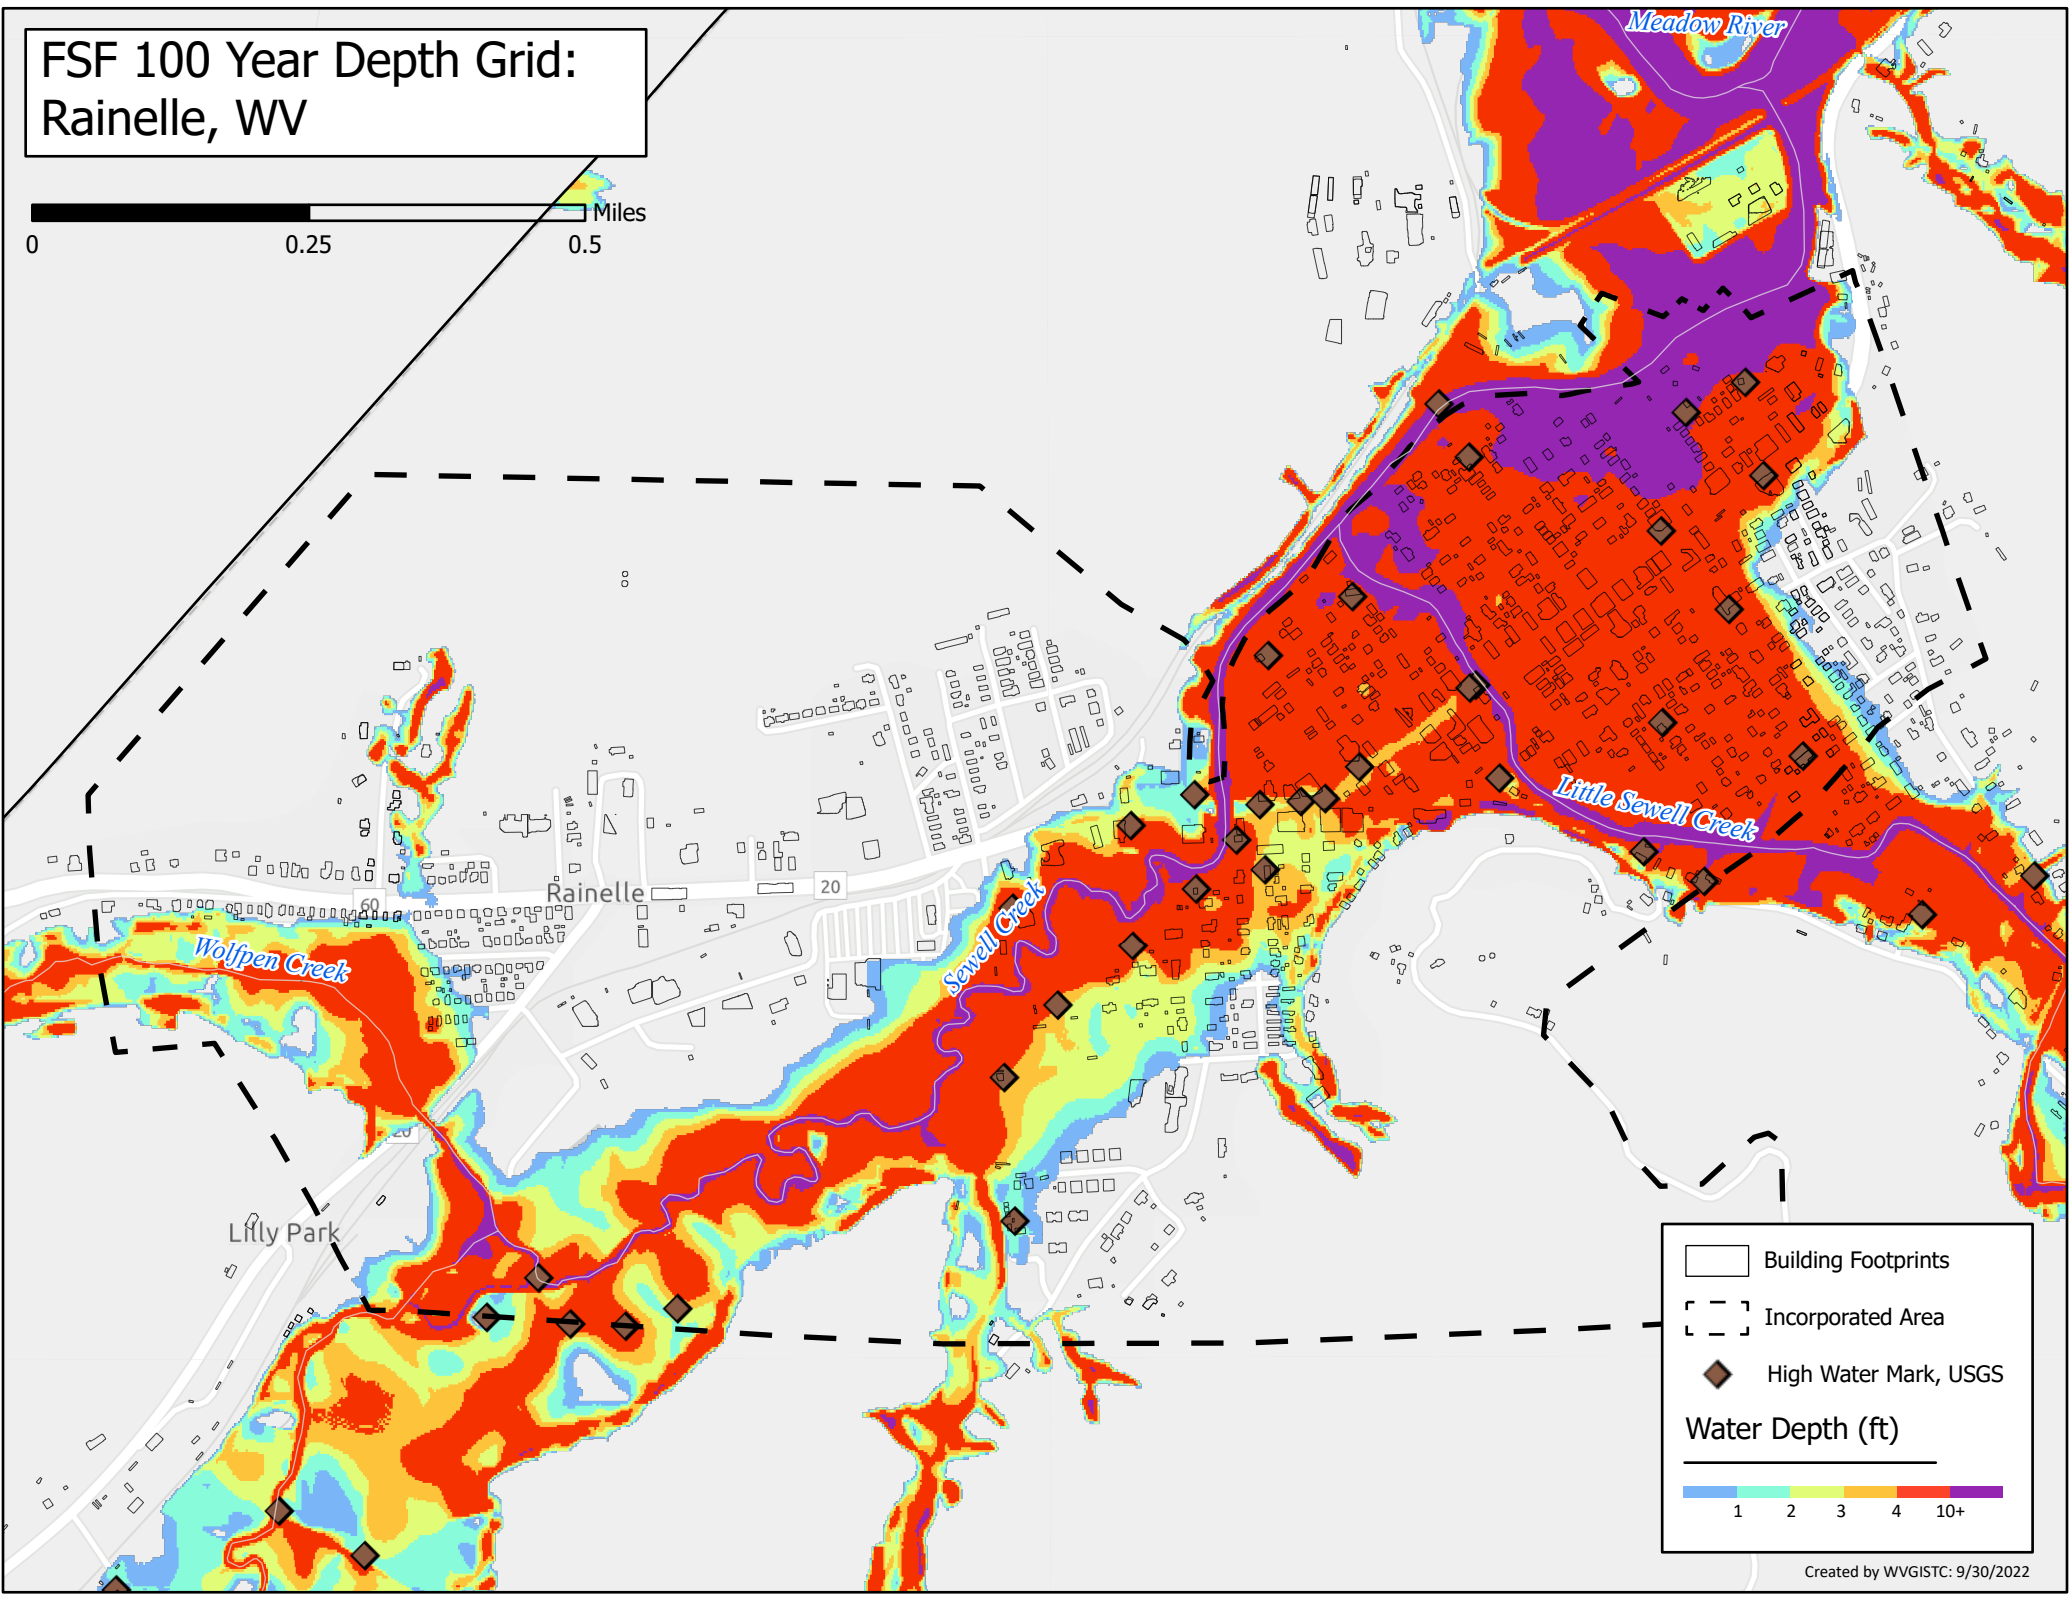 FSF 100 Year Depth Grid:
Rainelle, WV
Miles
0 0.25 0.5
Meadow River
Little Sewell Creek
Sewell Creek
Rainelle
20
60
Wolfpen Creek
20
Lilly Park
Building Footprints
Incorporated Area
High Water Mark, USGS
Water Depth (ft)
1 2 3 4 10+
Created by WVGISTC: 9/30/2022